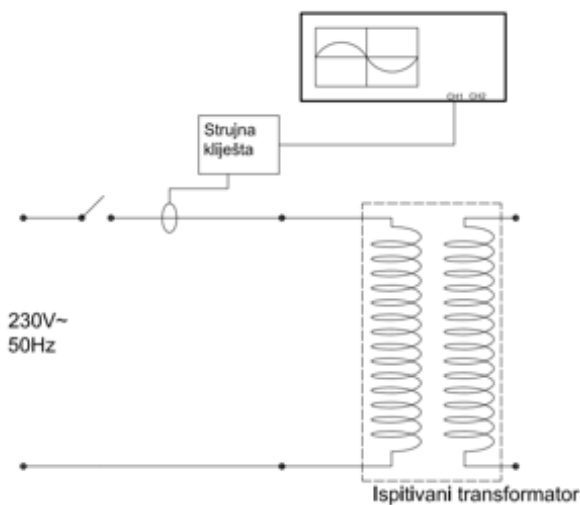 CH1 CH2
Strujna
kliješta
230V~
50Hz
Ispitivani transformator